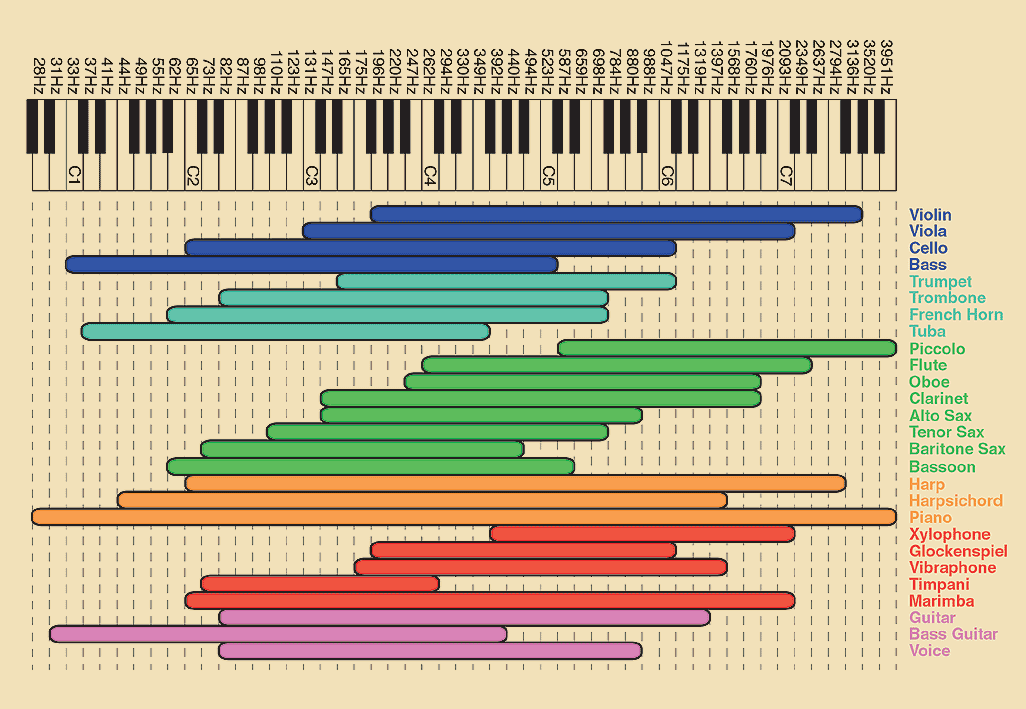 28Hz
31Hz
33Hz
37Hz
41Hz
44Hz
49Hz
55Hz
62Hz
65Hz
73Hz
82Hz
87Hz
98Hz
110Hz
123Hz
131Hz
147Hz
165Hz
175Hz
196Hz
220Hz
247Hz
262Hz
294Hz
330Hz
349Hz
392Hz
440Hz
494Hz
523Hz
587Hz
659Hz
698Hz
784Hz
880Hz
988Hz
1047Hz
1175Hz
1319Hz
1397Hz
1568Hz
1760Hz
1976Hz
2093Hz
2349Hz
2637Hz
2794Hz
3136Hz
3520Hz
3951Hz
C1
C2
C3
C4
C5
C6
C7
Violin
Viola
Cello
Bass
Trumpet
Trombone
French Horn
Tuba
Piccolo
Flute
Oboe
Clarinet
Alto Sax
Tenor Sax
Baritone Sax
Bassoon
Harp
Harpsichord
Piano
Xylophone
Glockenspiel
Vibraphone
Timpani
Marimba
Guitar
Bass Guitar
Voice